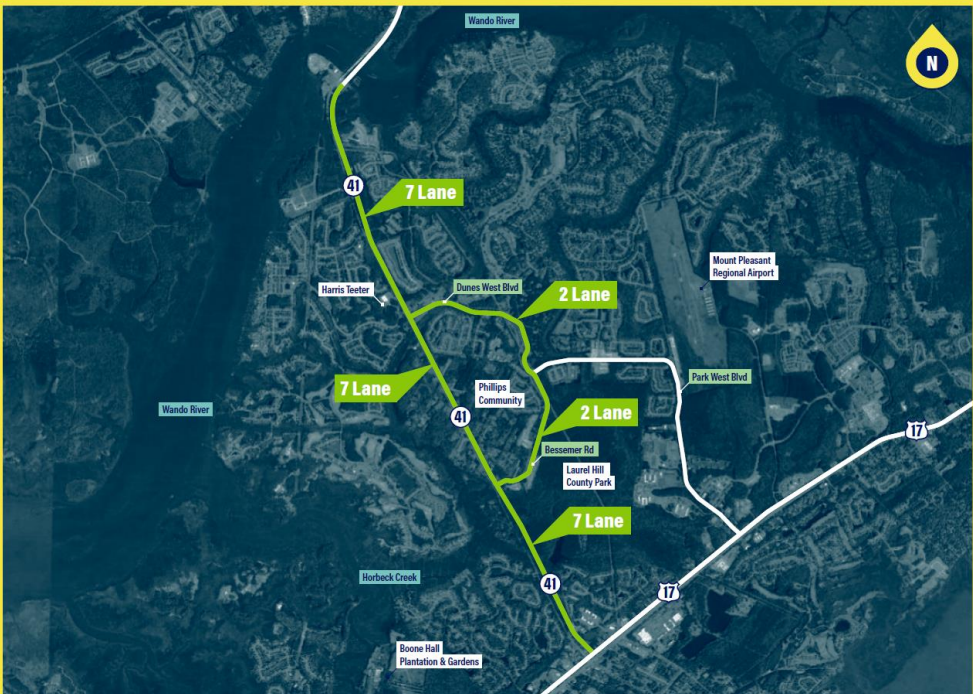 Wando River
N
41
7 Lane
Mount Pleasant
Regional Airport
Harris Teeter
Dunes West Blvd
2 Lane
7 Lane
Phillips
Community
Park West Blvd
Wando River
41
2 Lane
17
Bessemer Rd
Laurel Hill
County Park
7 Lane
Horbeck Creek
41
17
Boone Hall
Plantation & Gardens